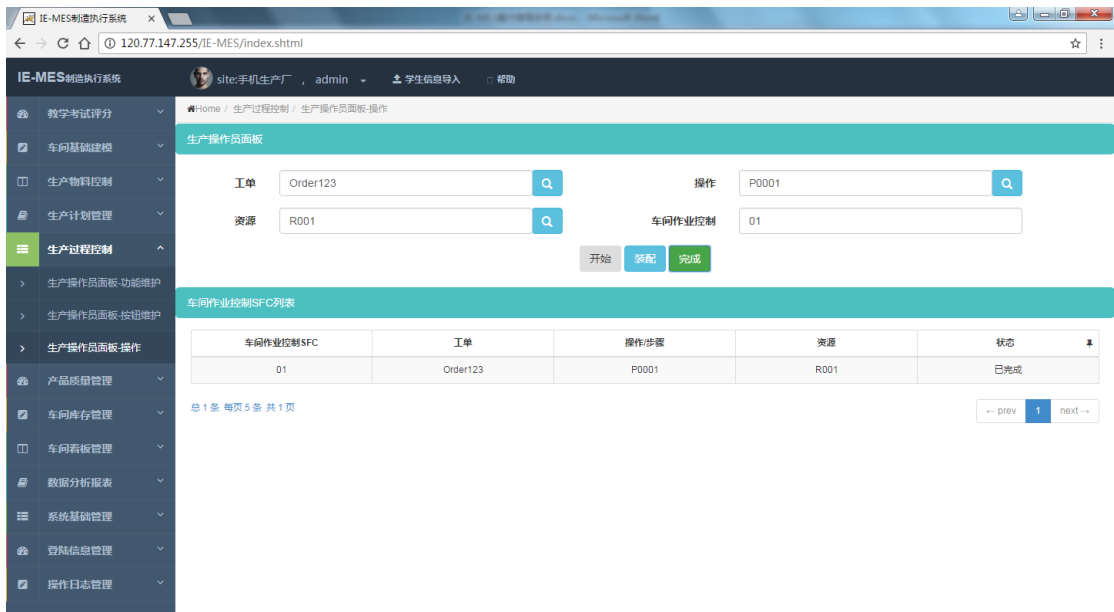 IE-MES制造执行系统
120.77.147.255/IE-MES/index.shtml
IE-MES制造执行系统
site:手机生产厂 , admin
学生信息导入
帮助
教学考试评分
车间基础建模
生产物料控制
生产计划管理
生产过程控制
生产操作员面板-功能维护
生产操作员面板-按钮维护
生产操作员面板-操作
产品质量管理
车间库存管理
车间看板管理
数据分析报表
系统基础管理
登陆信息管理
操作日志管理
Home / 生产过程控制 / 生产操作员面板-操作
生产操作员面板
工单 Order123 操作 P0001
资源 R001 车间作业控制 01
开始 装配 完成
车间作业控制SFC列表
车间作业控制SFC 工单 操作/步骤 资源 状态
01 Order123 P0001 R001 已完成
总 1 条 每页 5 条 共 1 页
← prev 1 next →